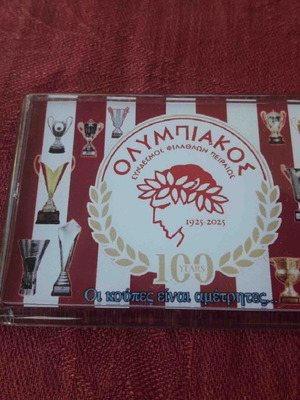 ΟΛΥΜΠΙΑΚΟΣ
ΣΥΝΔΕΣΜΟΣ ΦΙΛΑΘΛΩΝ ΠΕΙΡΑΙΩΣ
1925-2025
100
YEARS
Οι κούπες είναι αμέτρητες...